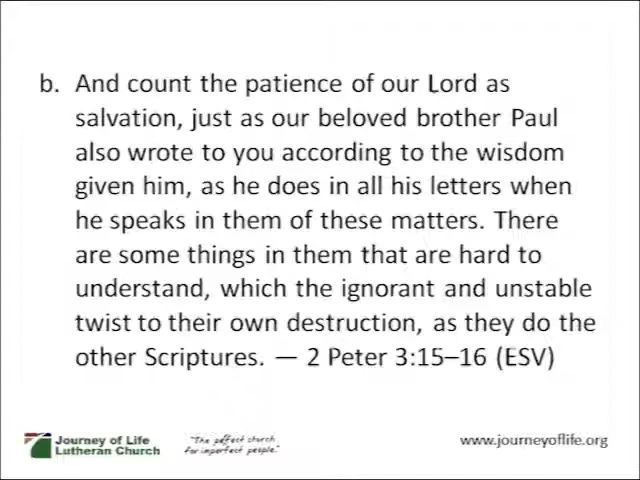 b. And count the patience of our Lord as
salvation, just as our beloved brother Paul
also wrote to you according to the wisdom
given him, as he does in all his letters when
he speaks in them of these matters. There
are some things in them that are hard to
understand, which the ignorant and unstable
twist to their own destruction, as they do the
other Scriptures. — 2 Peter 3:15–16 (ESV)
Journey of Life
Lutheran Church
"The perfect church
for imperfect people."
www.journeyoflife.org